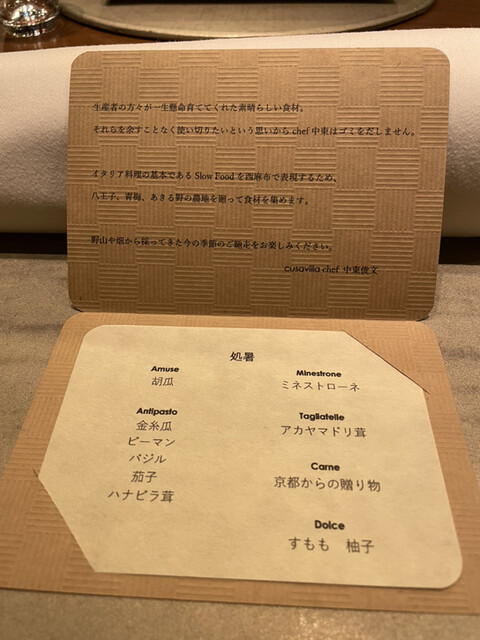 生産者の方々が一生懸命育ててくれた素晴らしい食材。
それらを余すことなく使い切りたいという思いから chef 中東はゴミをだしません。
イタリア料理の基本である Slow Food を西麻布で表現するため、
八王子、青梅、あきる野の農地を廻って食材を集めます。
野山や畑から採ってきた今の季節のご馳走をお楽しみください。
cusavilla chef 中東俊文
処暑
Amuse
胡瓜
Antipasto
金糸瓜
ピーマン
バジル
茄子
ハナビラ茸
Minestrone
ミネストローネ
Tagliatelle
アカヤマドリ茸
Carne
京都からの贈り物
Dolce
すもも 柚子